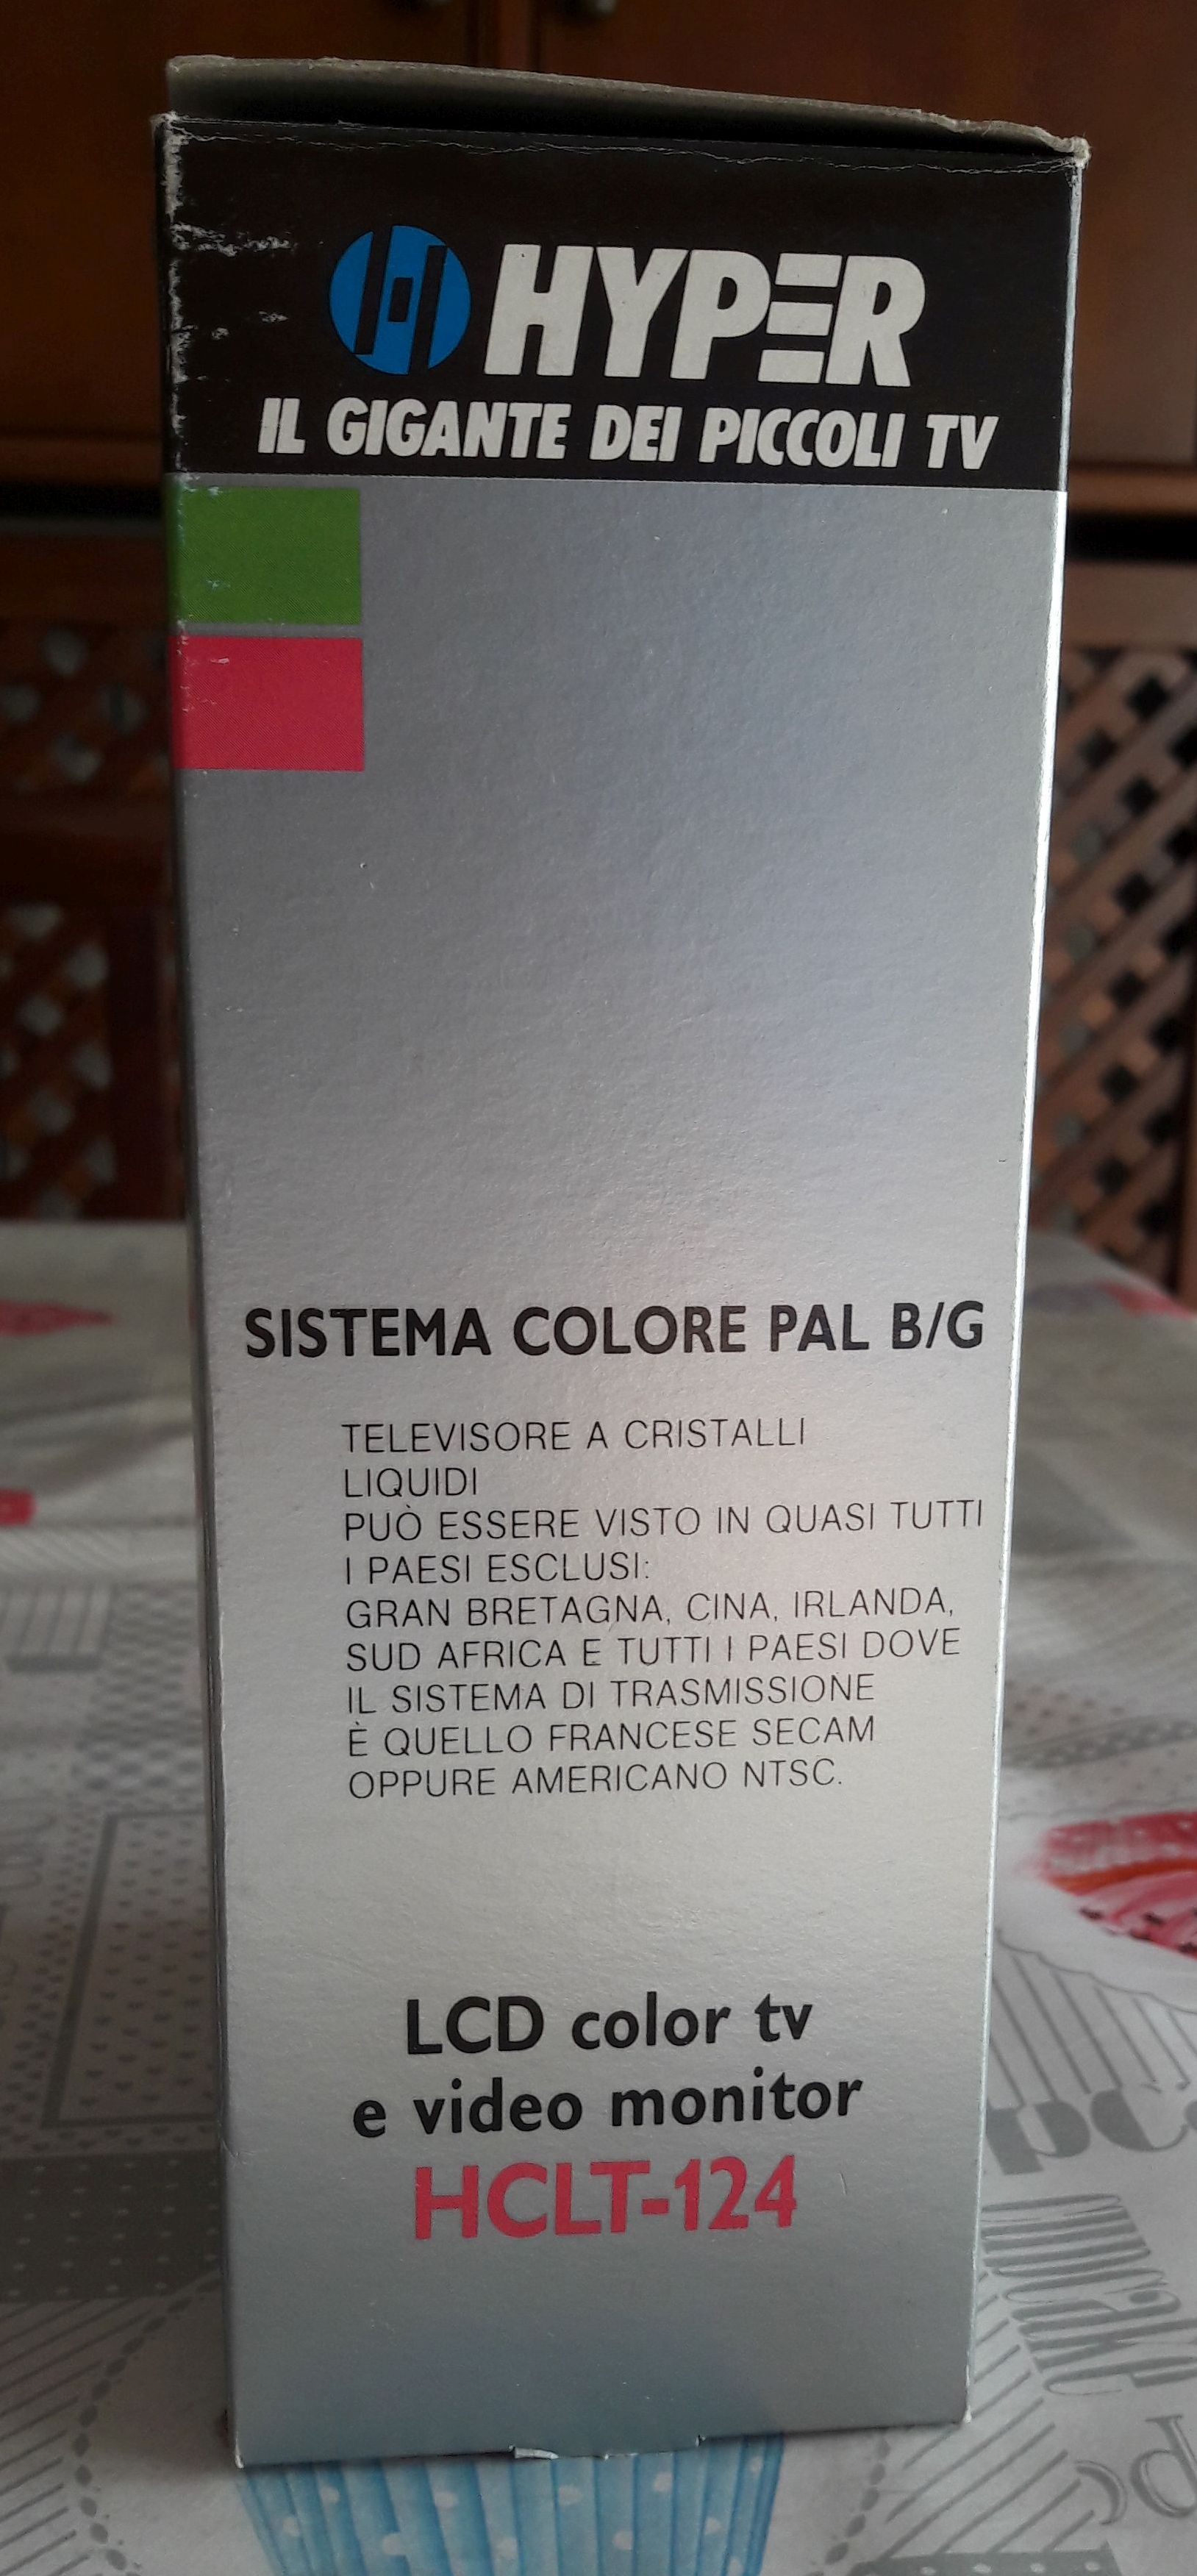 HYPER
IL GIGANTE DEI PICCOLI TV
SISTEMA COLORE PAL B/G
TELEVISORE A CRISTALLI
LIQUIDI
PUÒ ESSERE VISTO IN QUASI TUTTI
I PAESI ESCLUSI:
GRAN BRETAGNA, CINA, IRLANDA,
SUD AFRICA E TUTTI I PAESI DOVE
IL SISTEMA DI TRASMISSIONE
È QUELLO FRANCESE SECAM
OPPURE AMERICANO NTSC.
LCD color tv
e video monitor
HCLT-124